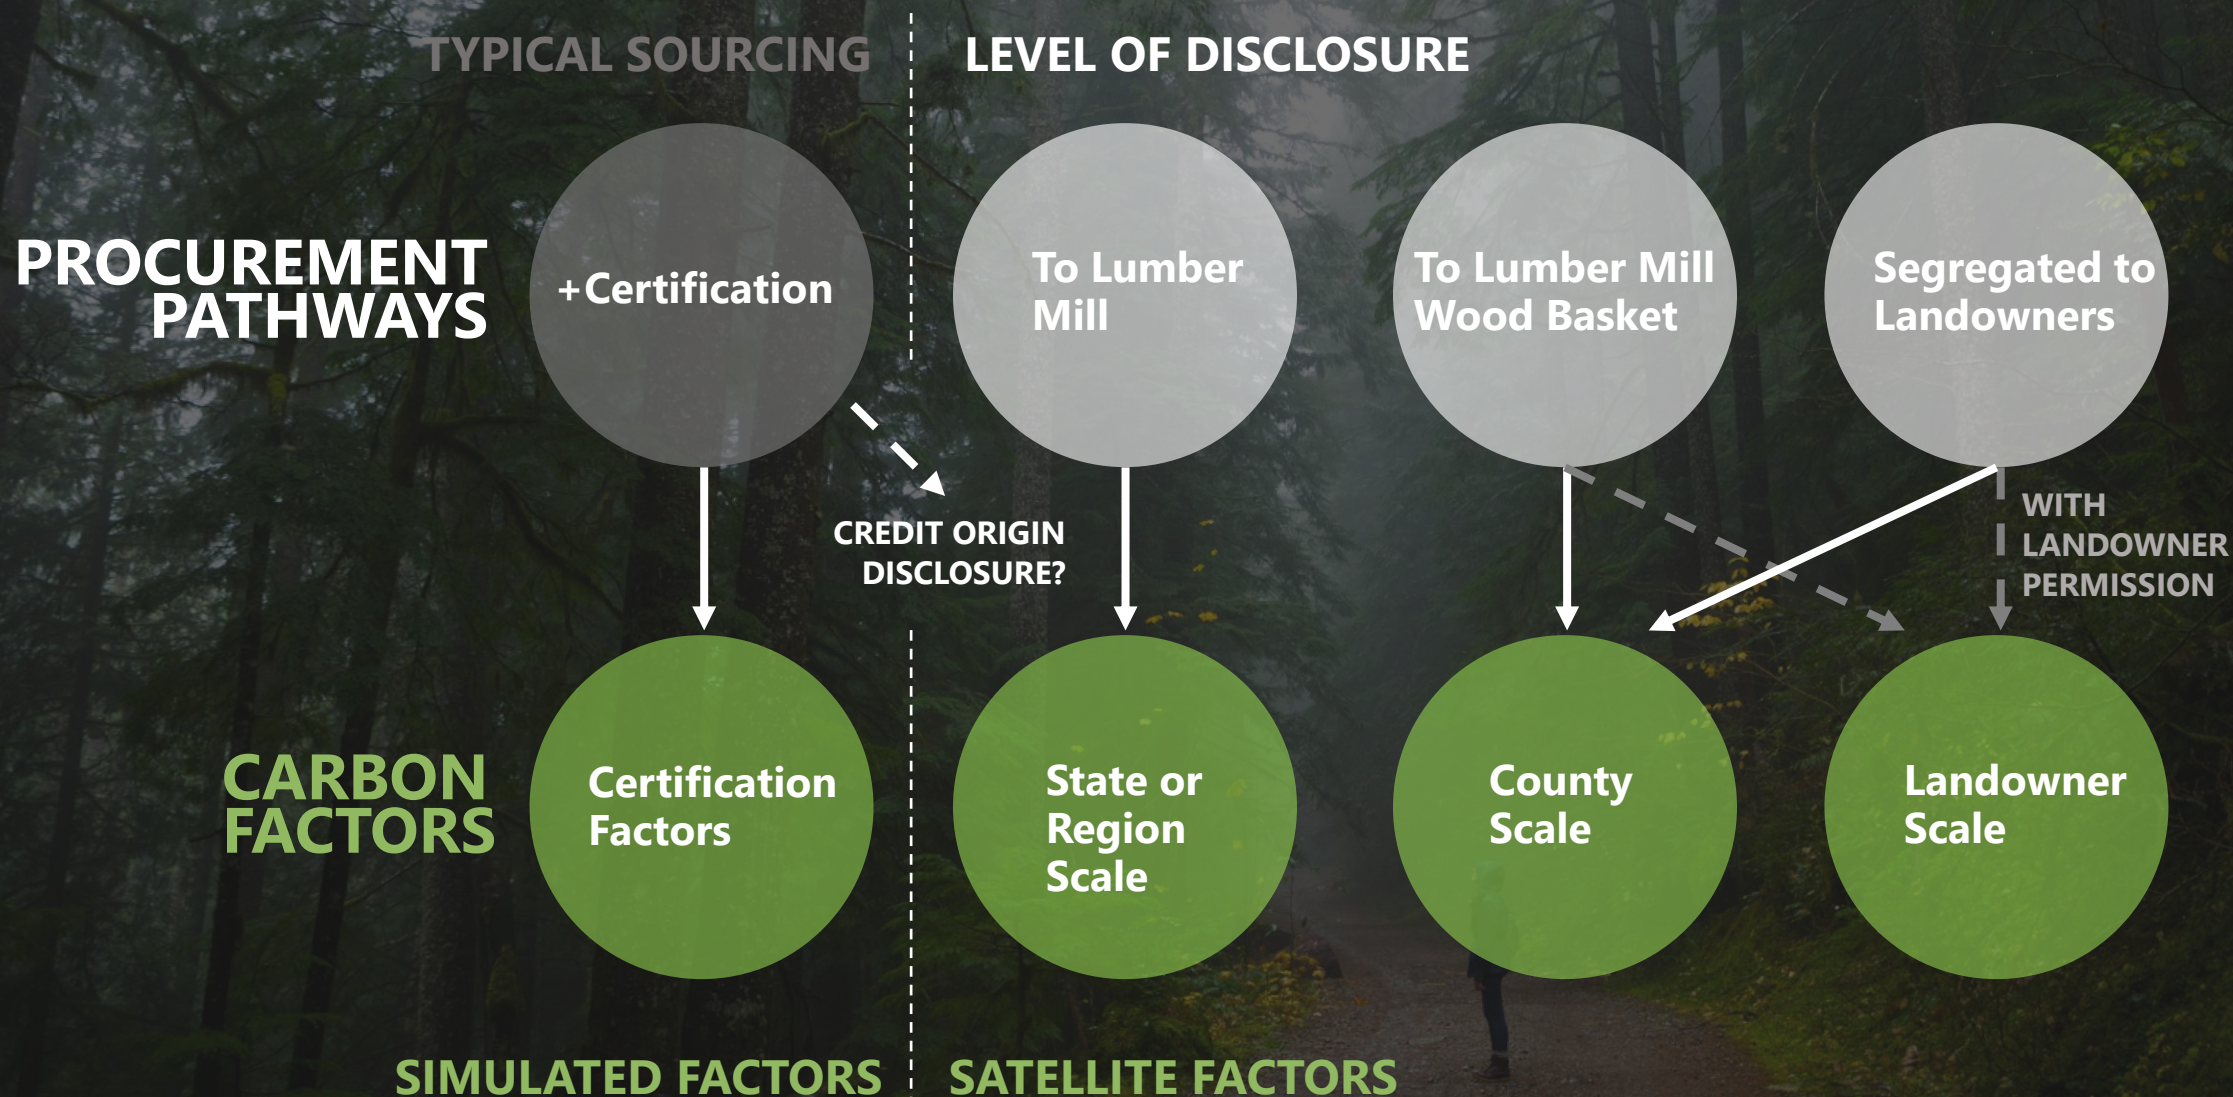 TYPICAL SOURCING
LEVEL OF DISCLOSURE
PROCUREMENT
PATHWAYS
+Certification
To Lumber
Mill
To Lumber Mill
Wood Basket
Segregated to
Landowners
CREDIT ORIGIN
DISCLOSURE?
WITH
LANDOWNER
PERMISSION
CARBON
FACTORS
Certification
Factors
State or
Region
Scale
County
Scale
Landowner
Scale
SIMULATED FACTORS
SATELLITE FACTORS